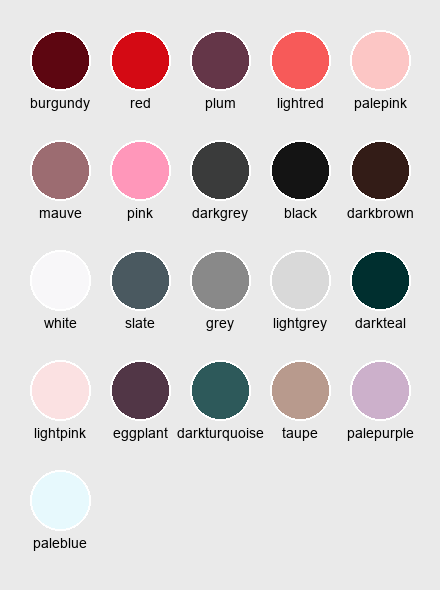 burgundy red plum lightred palepink
mauve pink darkgrey black darkbrown
white slate grey lightgrey darkteal
lightpink eggplant darkturquoise taupe palepurple
paleblue